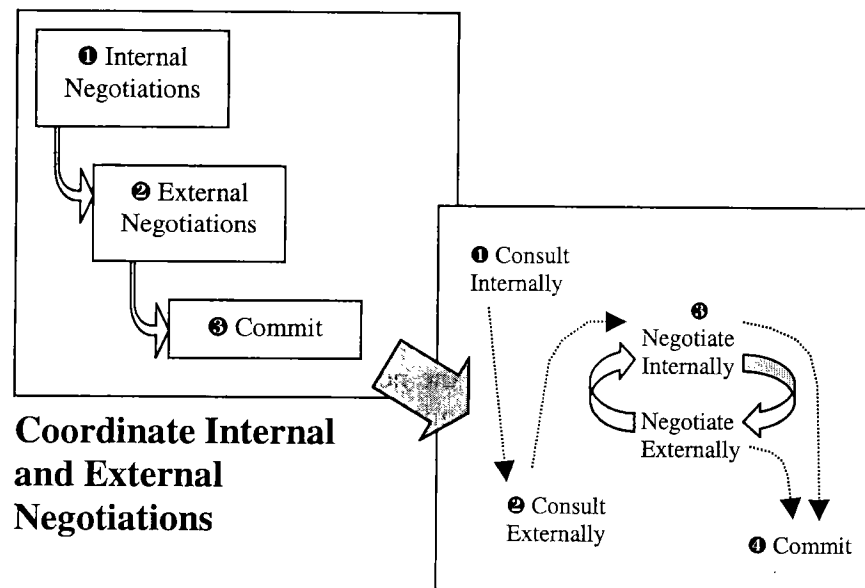 ❶ Internal
Negotiations
❷ External
Negotiations
❸ Commit
Coordinate Internal
and External
Negotiations
❶ Consult
Internally
❷ Consult
Externally
❸
Negotiate
Internally
Negotiate
Externally
❹ Commit